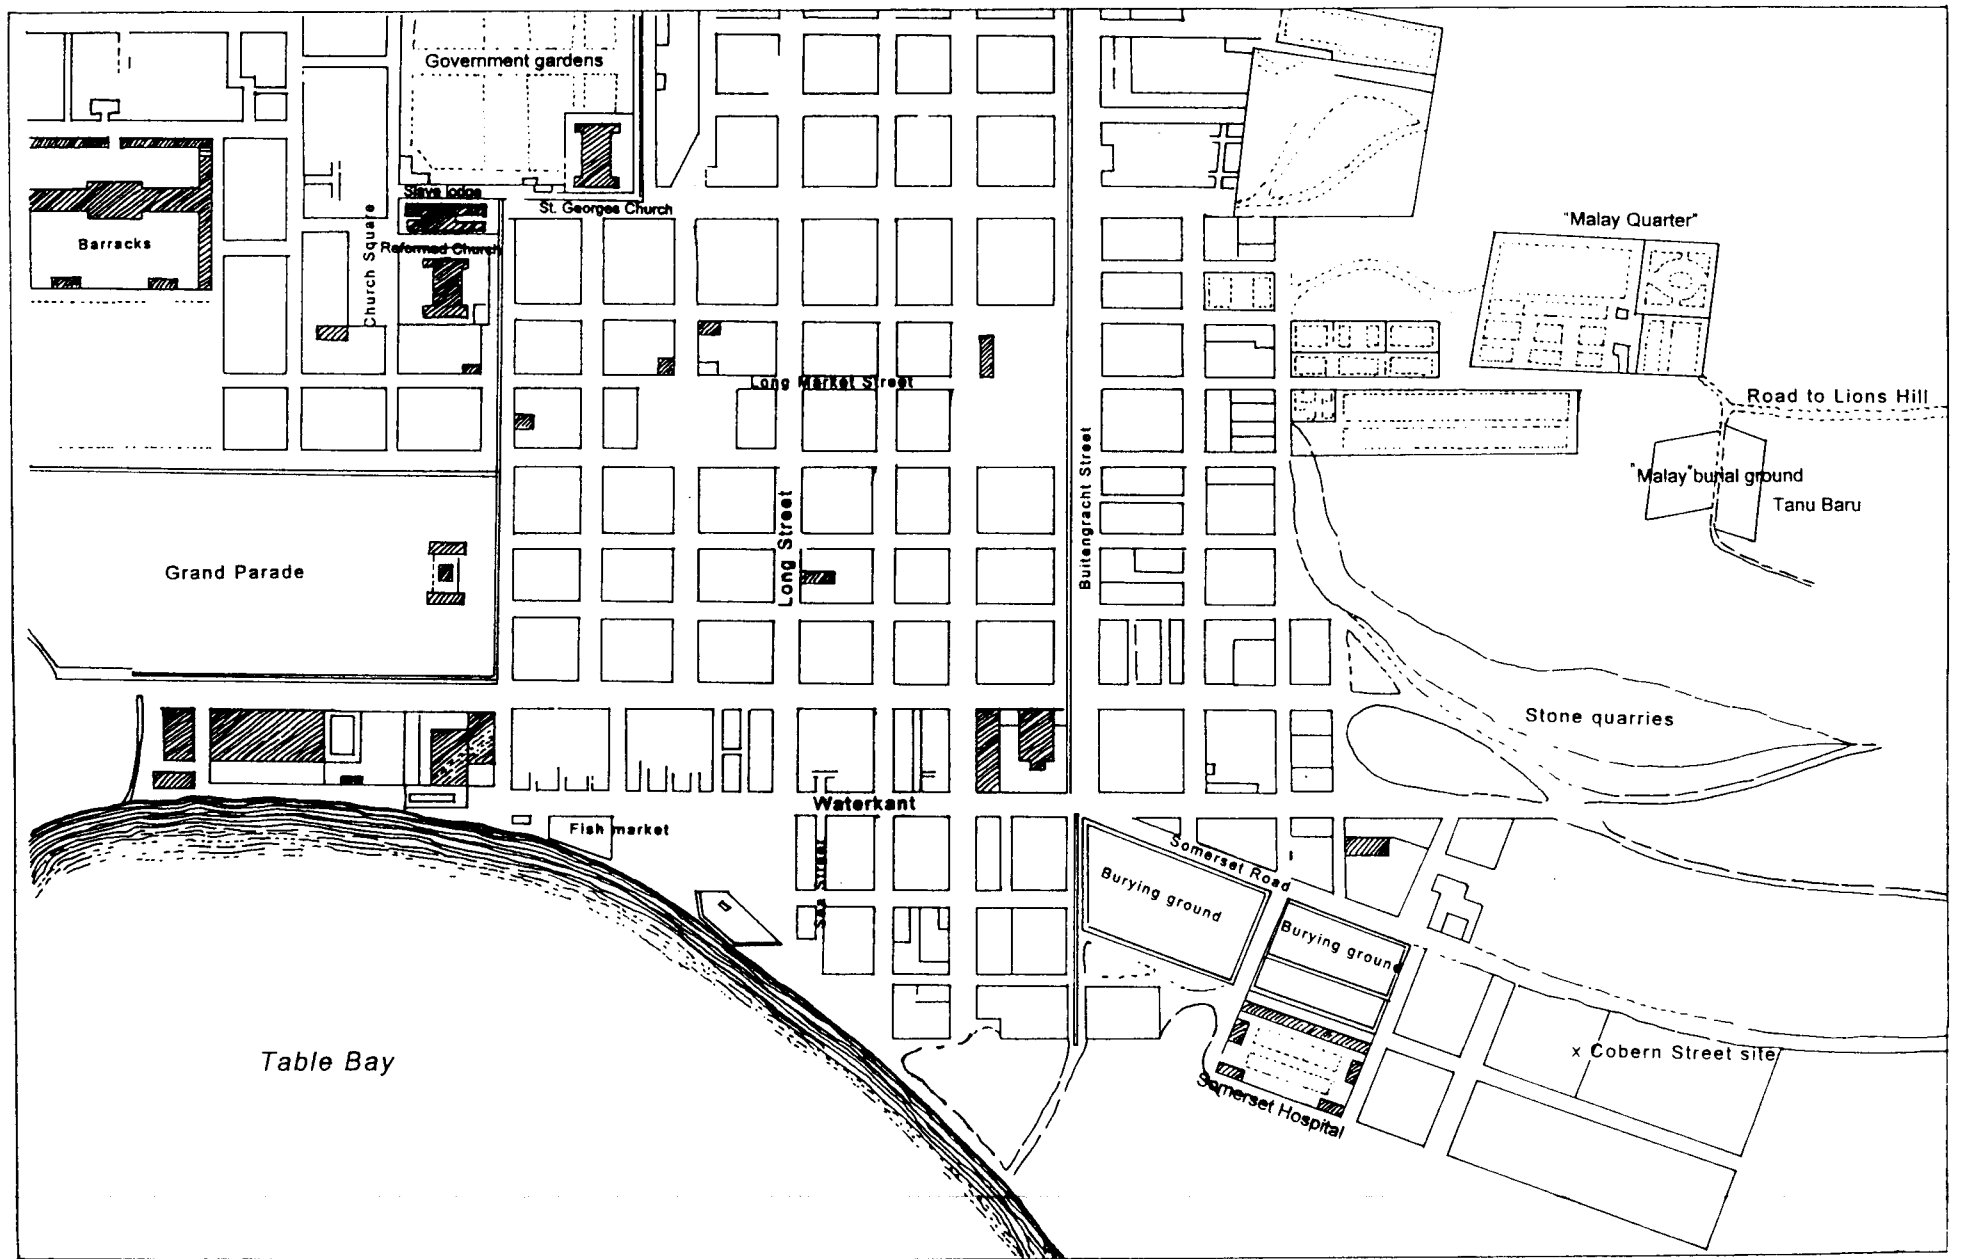 Government gardens
Slave lodge
St. Georges Church
"Malay Quarter"
Barracks
Church Square
Reformed Church
Long Market Street
Road to Lions Hill
Buitengracht Street
"Malay" burial ground
Tanu Baru
Long Street
Grand Parade
Stone quarries
Waterkant
Fish market
Sea Street
Somerset Road
Burying ground
Burying ground
Table Bay
x Cobern Street site
Somerset Hospital